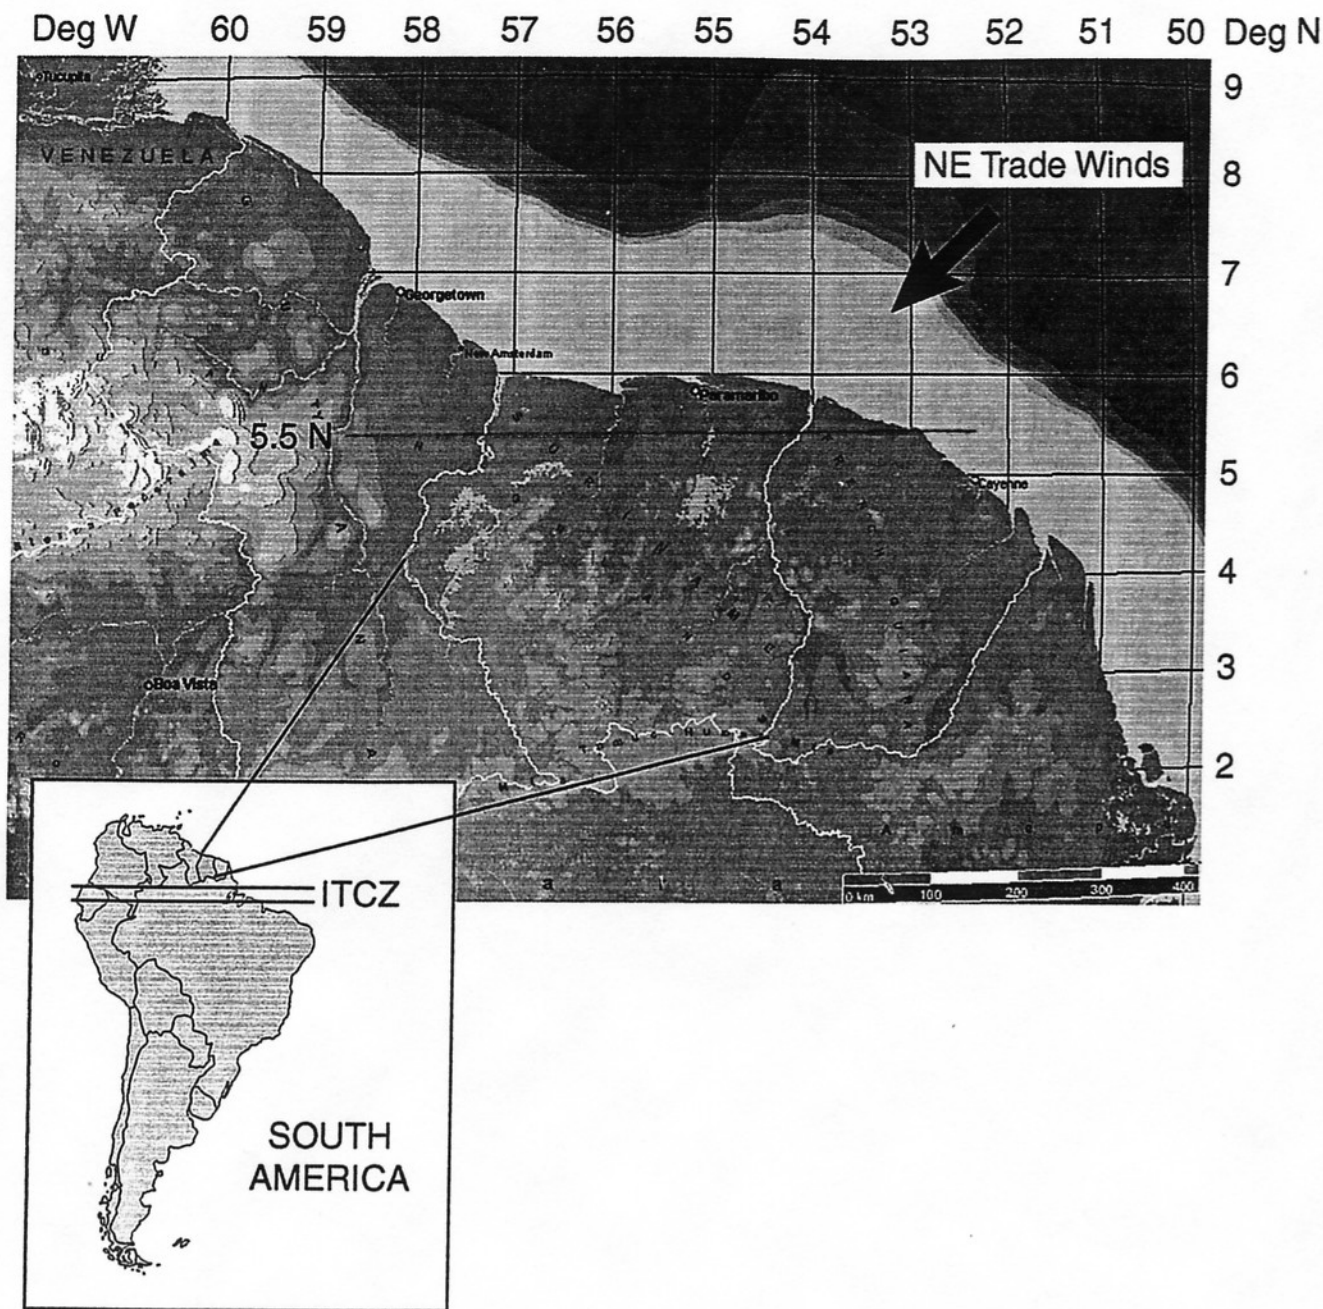 Deg W 60 59 58 57 56 55 54 53 52 51 50 Deg N
Tucupita
9
VENEZUELA
NE Trade Winds
8
7
Georgetown
New Amsterdam
6
Paramaribo
5.5 N
5
Cayenne
4
3
Boa Vista
2
0 km 100 200 300 400
ITCZ
SOUTH
AMERICA